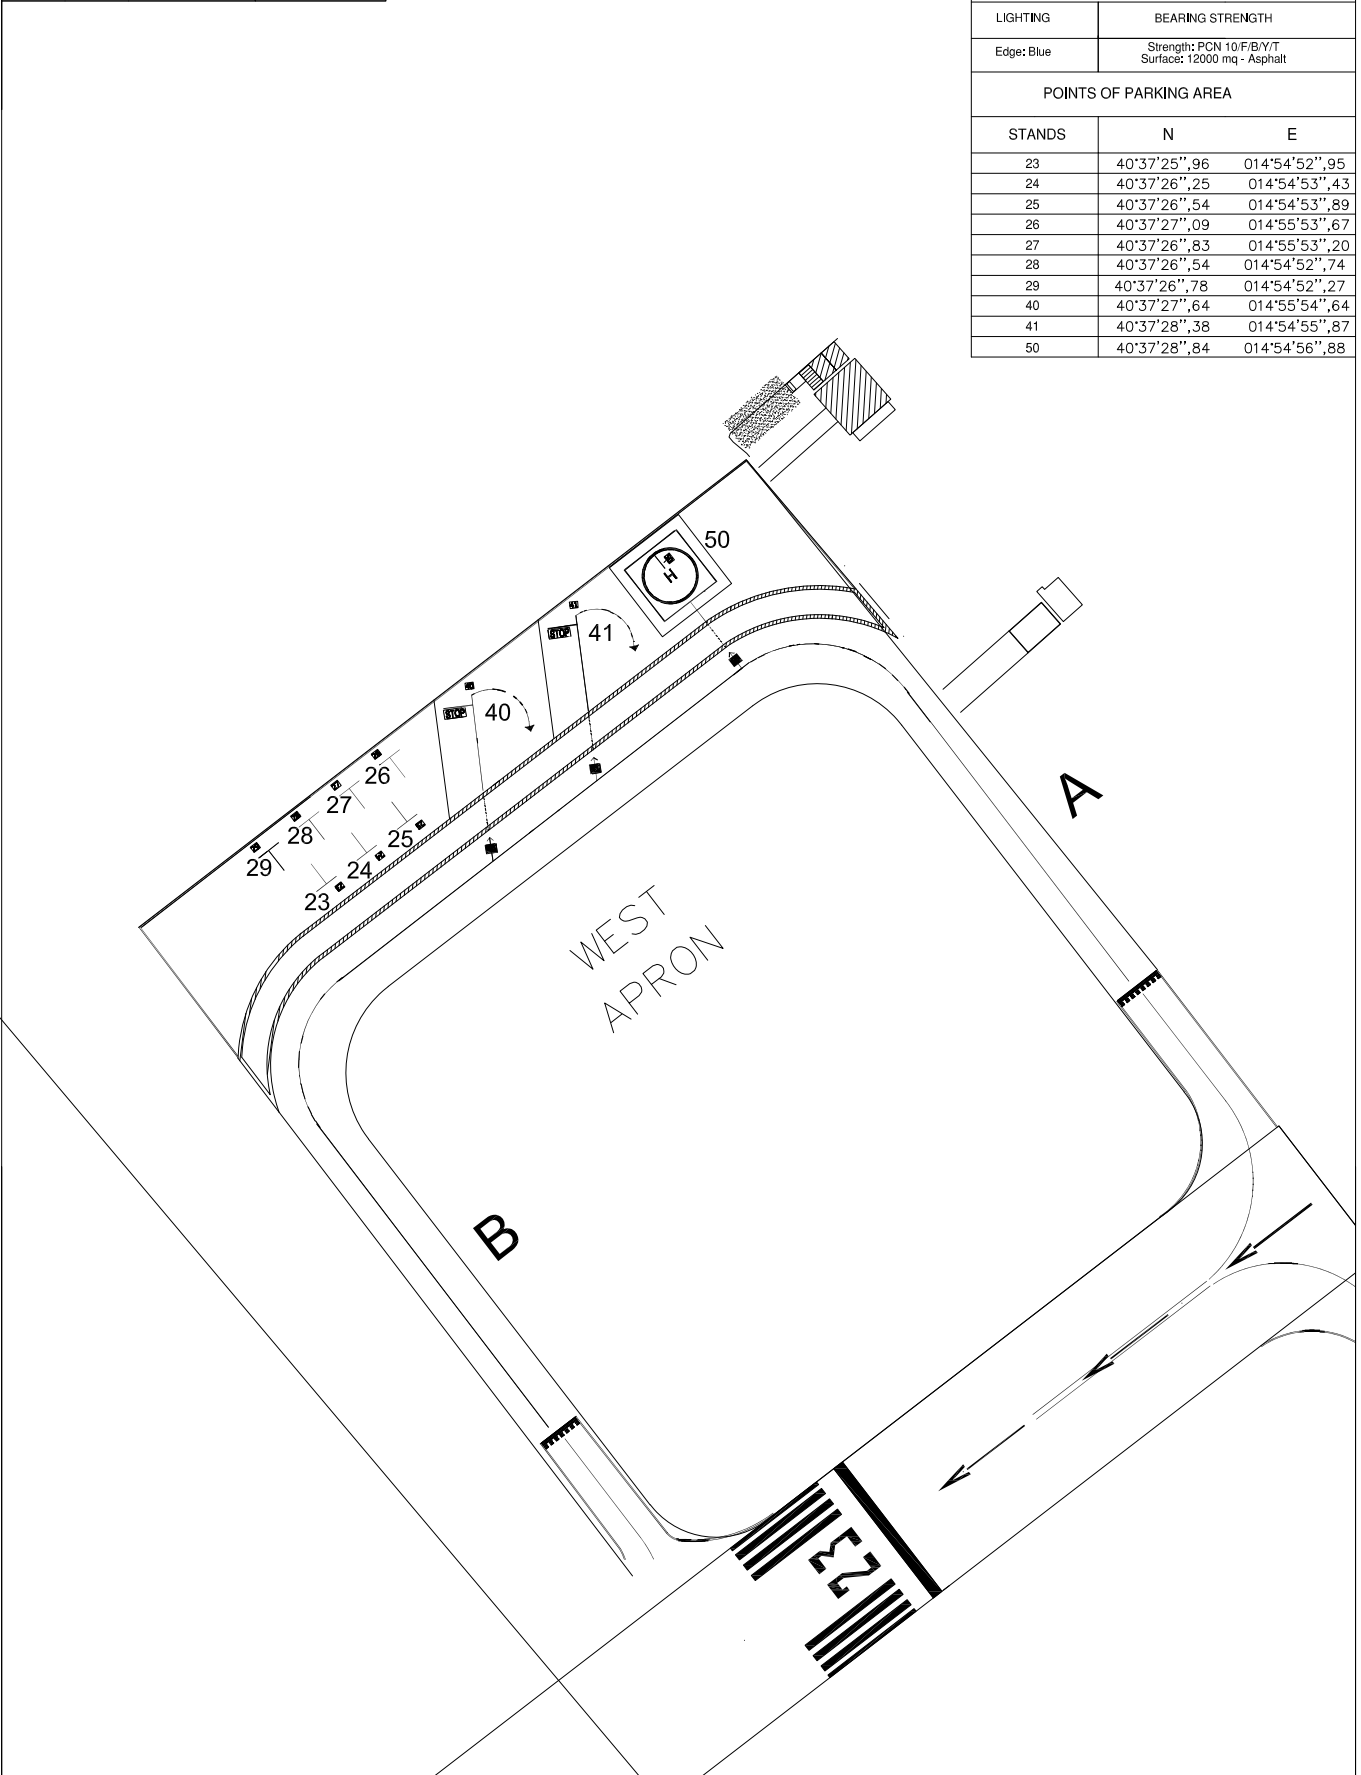 LIGHTING BEARING STRENGTH
Edge: Blue Strength: PCN 10/F/B/Y/T
Surface: 12000 mq - Asphalt
POINTS OF PARKING AREA
STANDS N E
23 40°37'25'',96 014°54'52'',95
24 40°37'26'',25 014°54'53'',43
25 40°37'26'',54 014°54'53'',89
26 40°37'27'',09 014°55'53'',67
27 40°37'26'',83 014°55'53'',20
28 40°37'26'',54 014°54'52'',74
29 40°37'26'',78 014°54'52'',27
40 40°37'27'',64 014°55'54'',64
41 40°37'28'',38 014°54'55'',87
50 40°37'28'',84 014°54'56'',88
50
H
41
STOP
41
40
STOP
40
26
27
28
29
25
24
23
A
WEST
APRON
B
23